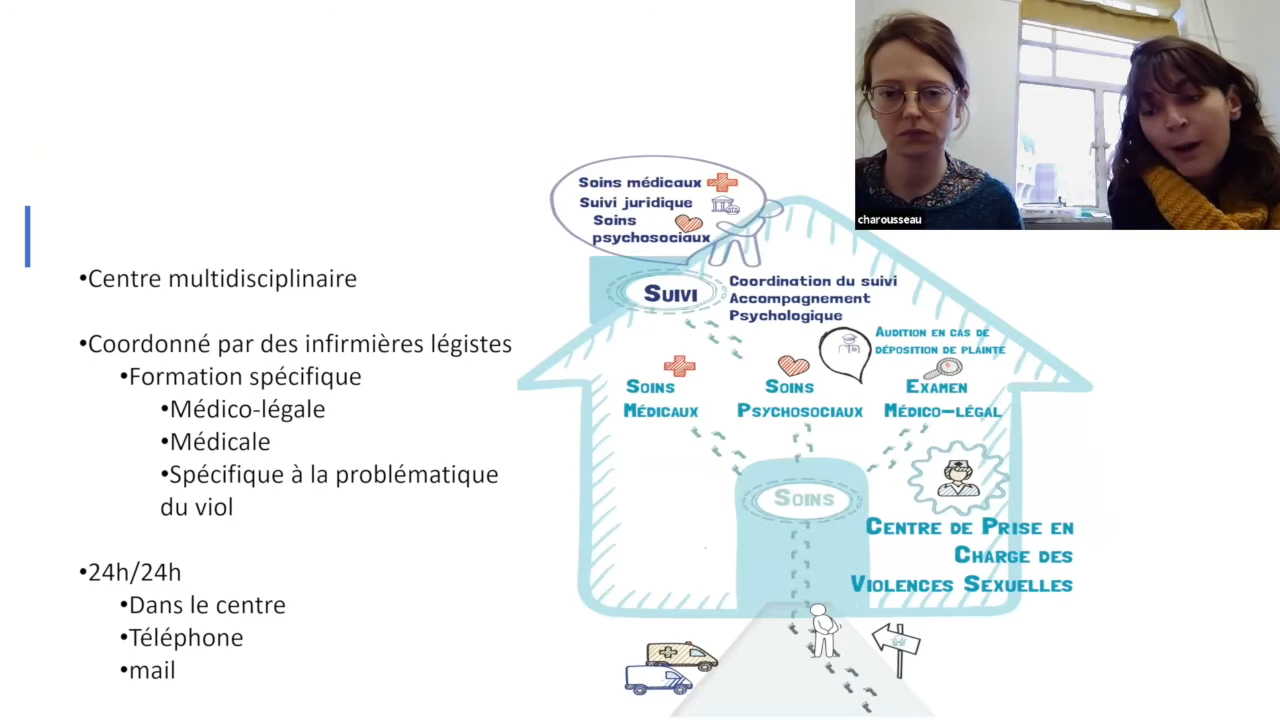 charousseau
•Centre multidisciplinaire
•Coordonné par des infirmières légistes
•Formation spécifique
•Médico-légale
•Médicale
•Spécifique à la problématique
du viol
•24h/24h
•Dans le centre
•Téléphone
•mail
Soins médicaux
Suivi juridique
Soins
psychosociaux
Suivi
Coordination du suivi
Accompagnement
Psychologique
Audition en cas de
déposition de plainte
Soins
Médicaux
Soins
Psychosociaux
Examen
Médico-légal
Soins
Centre de Prise en
Charge des
Violences Sexuelles